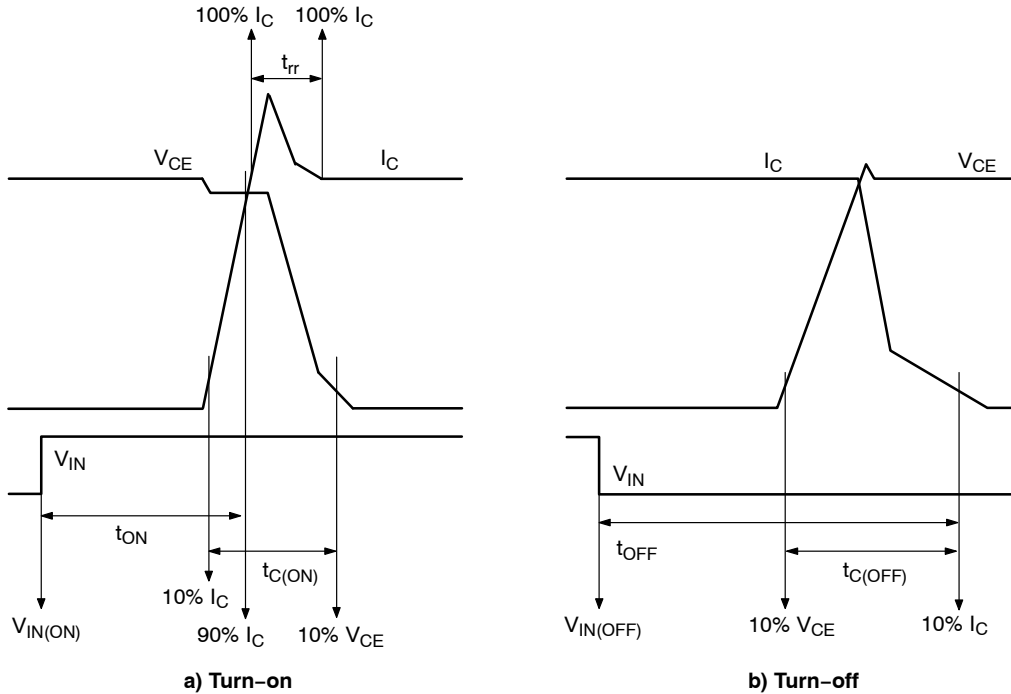 100% I_C 100% I_C
t_rr
V_CE I_C
V_IN
t_ON
t_C(ON)
10% I_C
V_IN(ON) 90% I_C 10% V_CE
a) Turn−on
I_C V_CE
V_IN
t_OFF
t_C(OFF)
V_IN(OFF) 10% V_CE 10% I_C
b) Turn−off